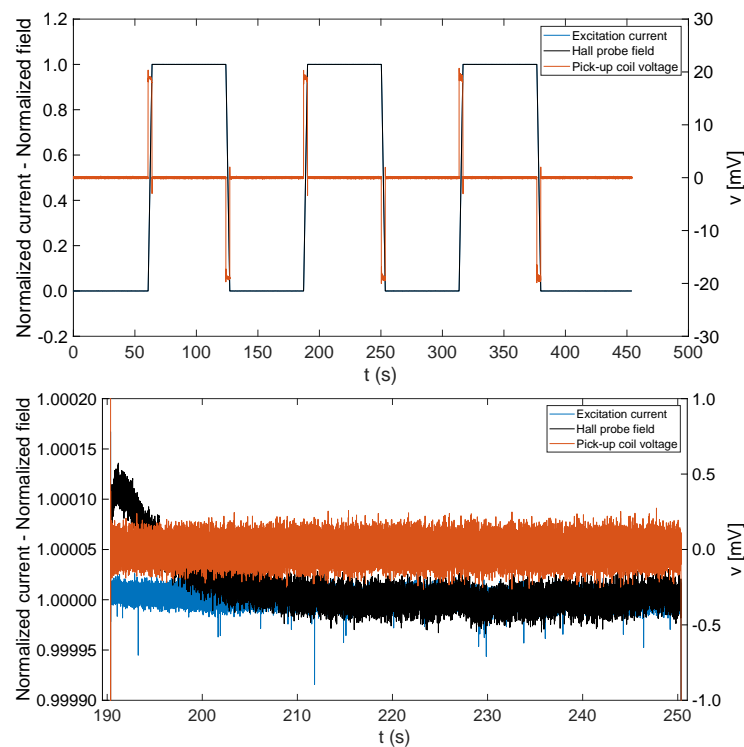 Normalized current - Normalized field
1.2
1.0
0.8
0.6
0.4
0.2
0.0
-0.2
30
20
10
0
-10
-20
-30
v [mV]
Excitation current
Hall probe field
Pick-up coil voltage
0 50 100 150 200 250 300 350 400 450 500
t (s)
Normalized current - Normalized field
1.00020
1.00015
1.00010
1.00005
1.00000
0.99995
0.99990
1.0
0.5
0.0
-0.5
-1.0
v [mV]
Excitation current
Hall probe field
Pick-up coil voltage
190 200 210 220 230 240 250
t (s)